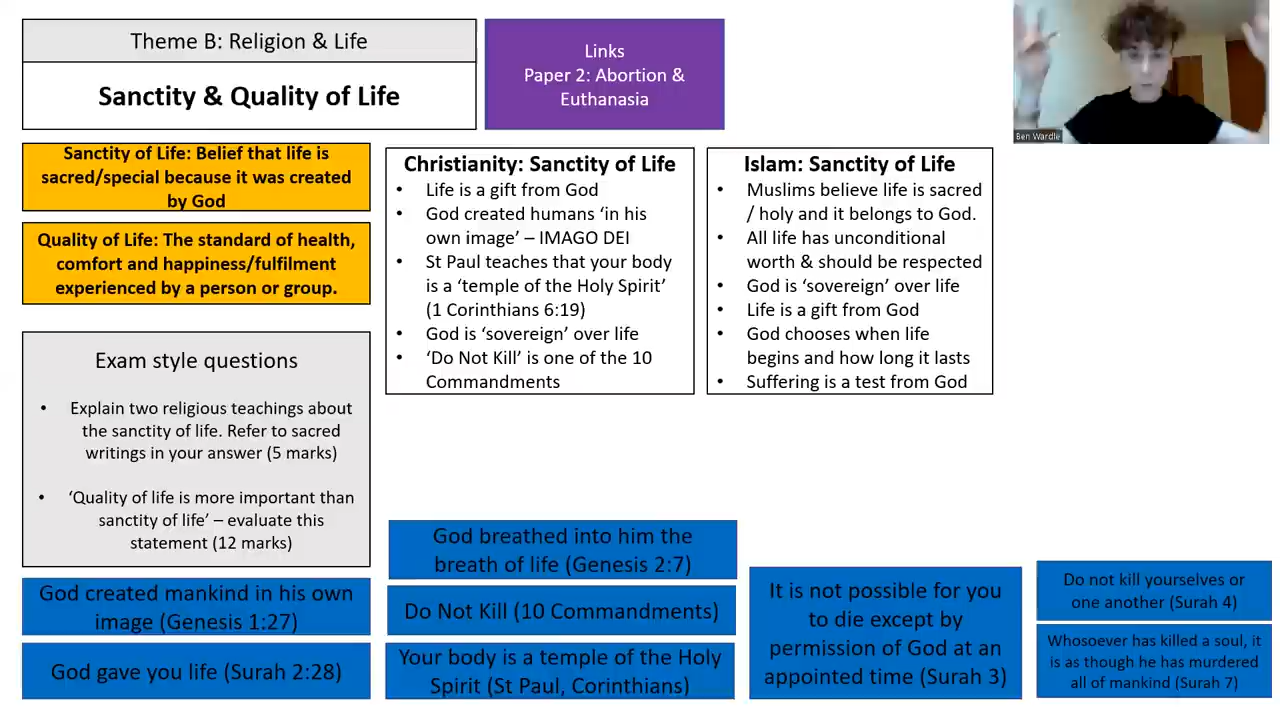 Theme B: Religion & Life
Sanctity & Quality of Life
Links
Paper 2: Abortion &
Euthanasia
Ben Wardle
Sanctity of Life: Belief that life is
sacred/special because it was created
by God
Quality of Life: The standard of health,
comfort and happiness/fulfilment
experienced by a person or group.
Christianity: Sanctity of Life
• Life is a gift from God
• God created humans ‘in his
own image’ – IMAGO DEI
• St Paul teaches that your body
is a ‘temple of the Holy Spirit’
(1 Corinthians 6:19)
• God is ‘sovereign’ over life
• ‘Do Not Kill’ is one of the 10
Commandments
Islam: Sanctity of Life
• Muslims believe life is sacred
/ holy and it belongs to God.
• All life has unconditional
worth & should be respected
• God is ‘sovereign’ over life
• Life is a gift from God
• God chooses when life
begins and how long it lasts
• Suffering is a test from God
Exam style questions
• Explain two religious teachings about
the sanctity of life. Refer to sacred
writings in your answer (5 marks)
• ‘Quality of life is more important than
sanctity of life’ – evaluate this
statement (12 marks)
God created mankind in his own
image (Genesis 1:27)
God gave you life (Surah 2:28)
God breathed into him the
breath of life (Genesis 2:7)
Do Not Kill (10 Commandments)
Your body is a temple of the Holy
Spirit (St Paul, Corinthians)
It is not possible for you
to die except by
permission of God at an
appointed time (Surah 3)
Do not kill yourselves or
one another (Surah 4)
Whosoever has killed a soul, it
is as though he has murdered
all of mankind (Surah 7)